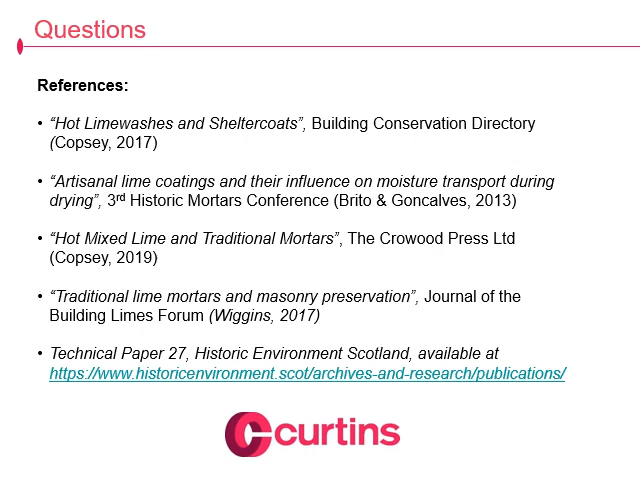 Questions
References:
• “Hot Limewashes and Sheltercoats”, Building Conservation Directory
(Copsey, 2017)
• “Artisanal lime coatings and their influence on moisture transport during
drying”, 3rd Historic Mortars Conference (Brito & Goncalves, 2013)
• “Hot Mixed Lime and Traditional Mortars”, The Crowood Press Ltd
(Copsey, 2019)
• “Traditional lime mortars and masonry preservation”, Journal of the
Building Limes Forum (Wiggins, 2017)
• Technical Paper 27, Historic Environment Scotland, available at
https://www.historicenvironment.scot/archives-and-research/publications/
curtins